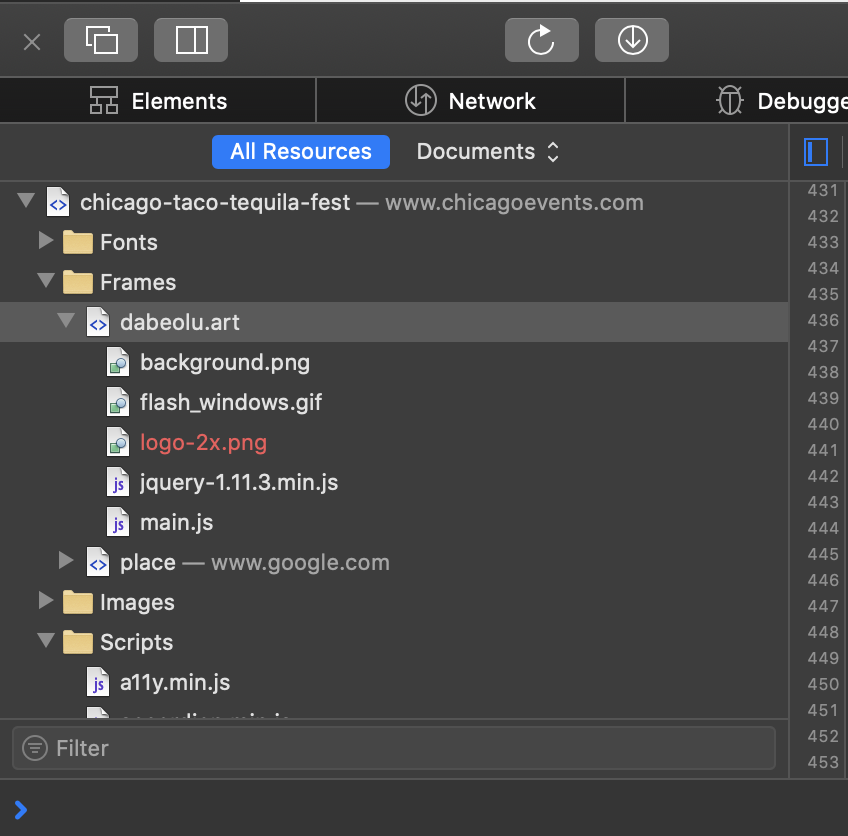 Elements
Network
Debugge
All Resources
Documents
chicago-taco-tequila-fest — www.chicagoevents.com
Fonts
Frames
dabeolu.art
background.png
flash_windows.gif
logo-2x.png
jquery-1.11.3.min.js
main.js
place — www.google.com
Images
Scripts
a11y.min.js
Filter
431
432
433
434
435
436
437
438
439
440
441
442
443
444
445
446
447
448
449
450
451
452
453